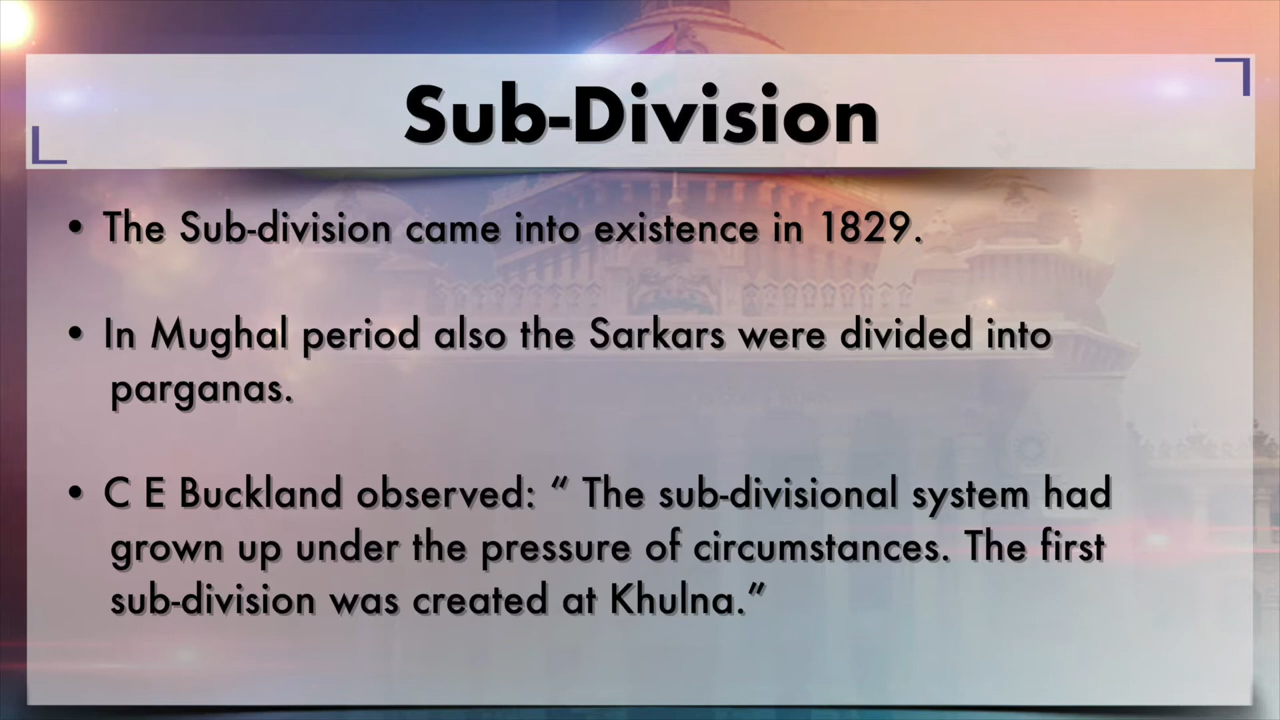 Sub-Division
• The Sub-division came into existence in 1829.
• In Mughal period also the Sarkars were divided into
parganas.
• C E Buckland observed: “ The sub-divisional system had
grown up under the pressure of circumstances. The first
sub-division was created at Khulna.”